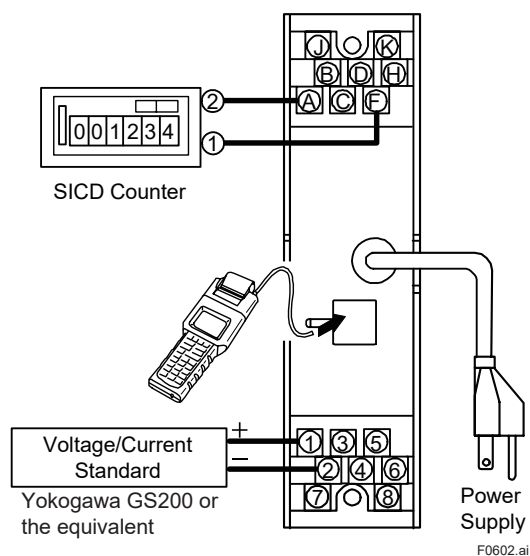 J K
B D H
2 A C F
001234
1
SICD Counter
+ 1 3 5
Voltage/Current
Standard
− 2 4 6
7 8
Yokogawa GS200 or
the equivalent
Power
Supply
F0602.ai